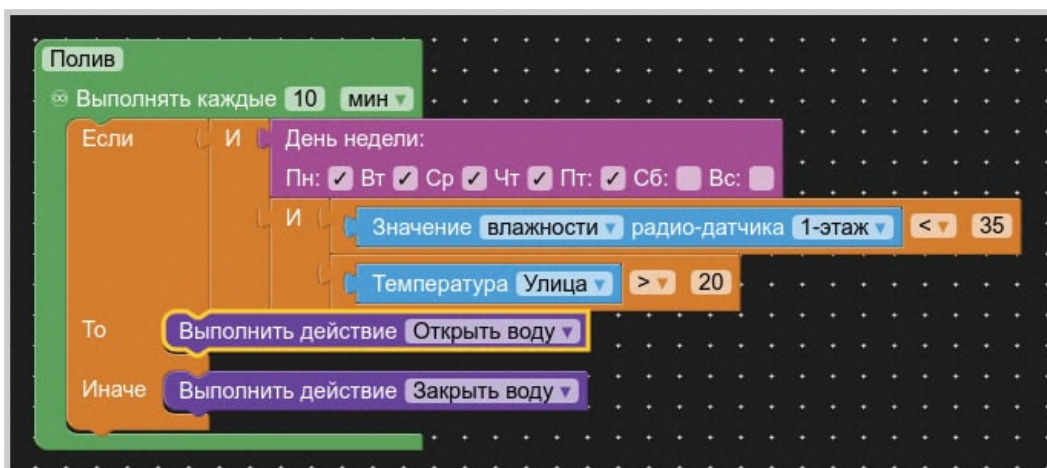 Полив
∞ Выполнять каждые 10 мин ▾
Если И День недели:
Пн: ✓ Вт ✓ Ср ✓ Чт ✓ Пт: ✓ Сб: Вс:
И Значение влажности ▾ радио-датчика 1-этаж ▾ < ▾ 35
Температура Улица ▾ > ▾ 20
То Выполнить действие Открыть воду ▾
Иначе Выполнить действие Закрыть воду ▾